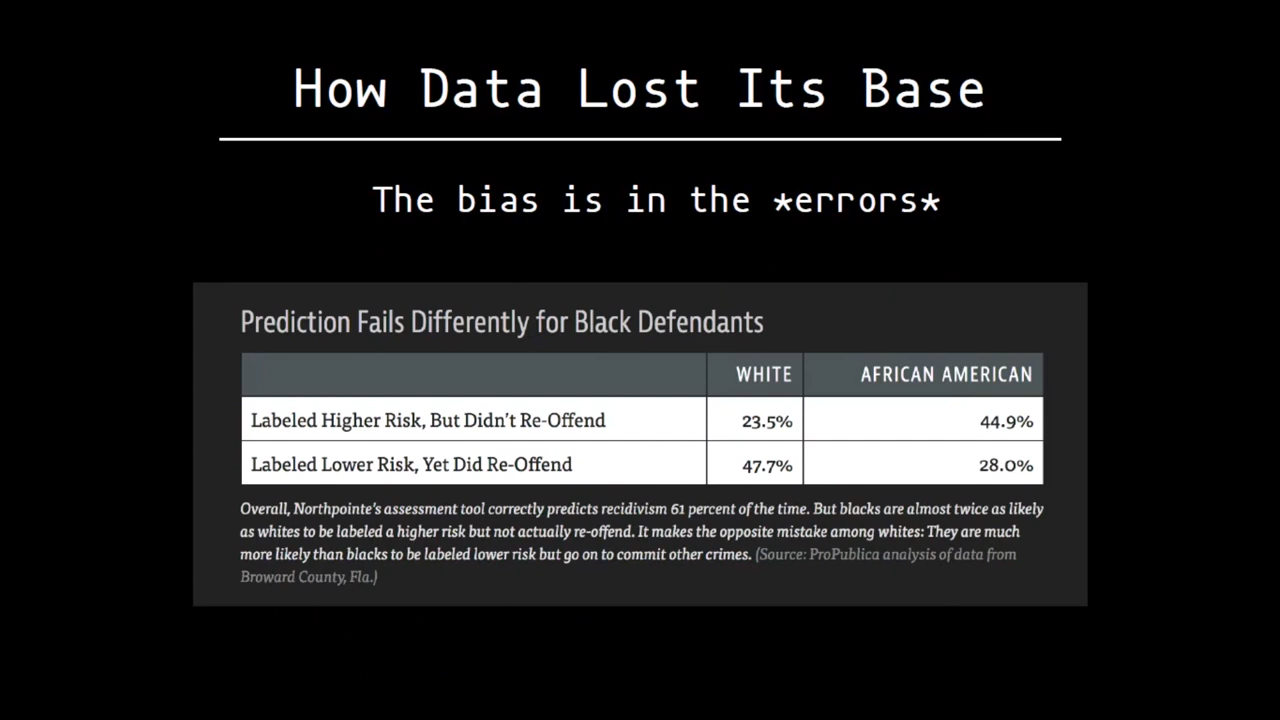 How Data Lost Its Base
The bias is in the *errors*
Prediction Fails Differently for Black Defendants
WHITE AFRICAN AMERICAN
Labeled Higher Risk, But Didn’t Re-Offend 23.5% 44.9%
Labeled Lower Risk, Yet Did Re-Offend 47.7% 28.0%
Overall, Northpointe’s assessment tool correctly predicts recidivism 61 percent of the time. But blacks are almost twice as likely
as whites to be labeled a higher risk but not actually re-offend. It makes the opposite mistake among whites: They are much
more likely than blacks to be labeled lower risk but go on to commit other crimes. (Source: ProPublica analysis of data from
Broward County, Fla.)